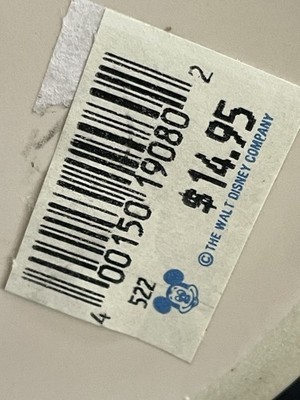 4 00150 19080 2
522
$14.95
© THE WALT DISNEY COMPANY